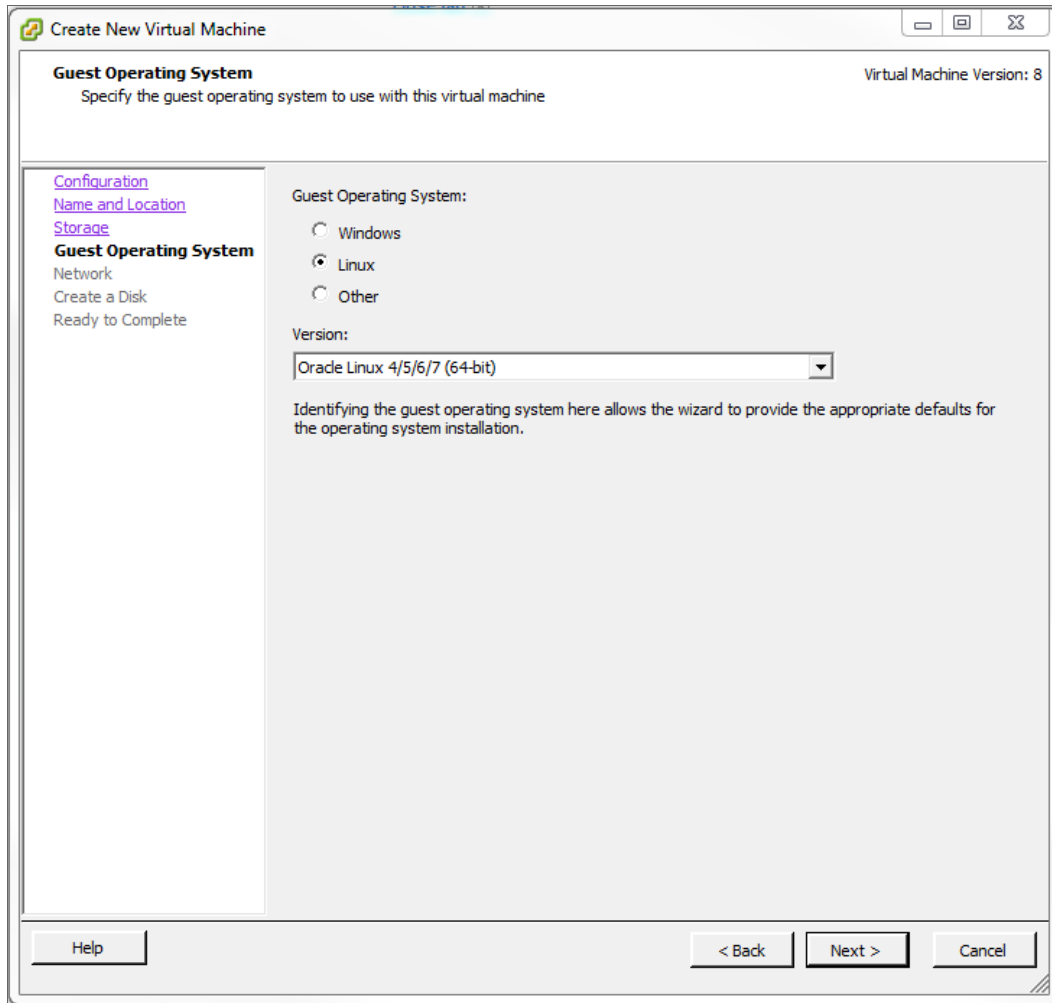 Create New Virtual Machine
Guest Operating System
Virtual Machine Version: 8
Specify the guest operating system to use with this virtual machine
Configuration
Name and Location
Storage
Guest Operating System
Network
Create a Disk
Ready to Complete
Guest Operating System:
Windows
Linux
Other
Version:
Oracle Linux 4/5/6/7 (64-bit)
Identifying the guest operating system here allows the wizard to provide the appropriate defaults for
the operating system installation.
Help
< Back
Next >
Cancel